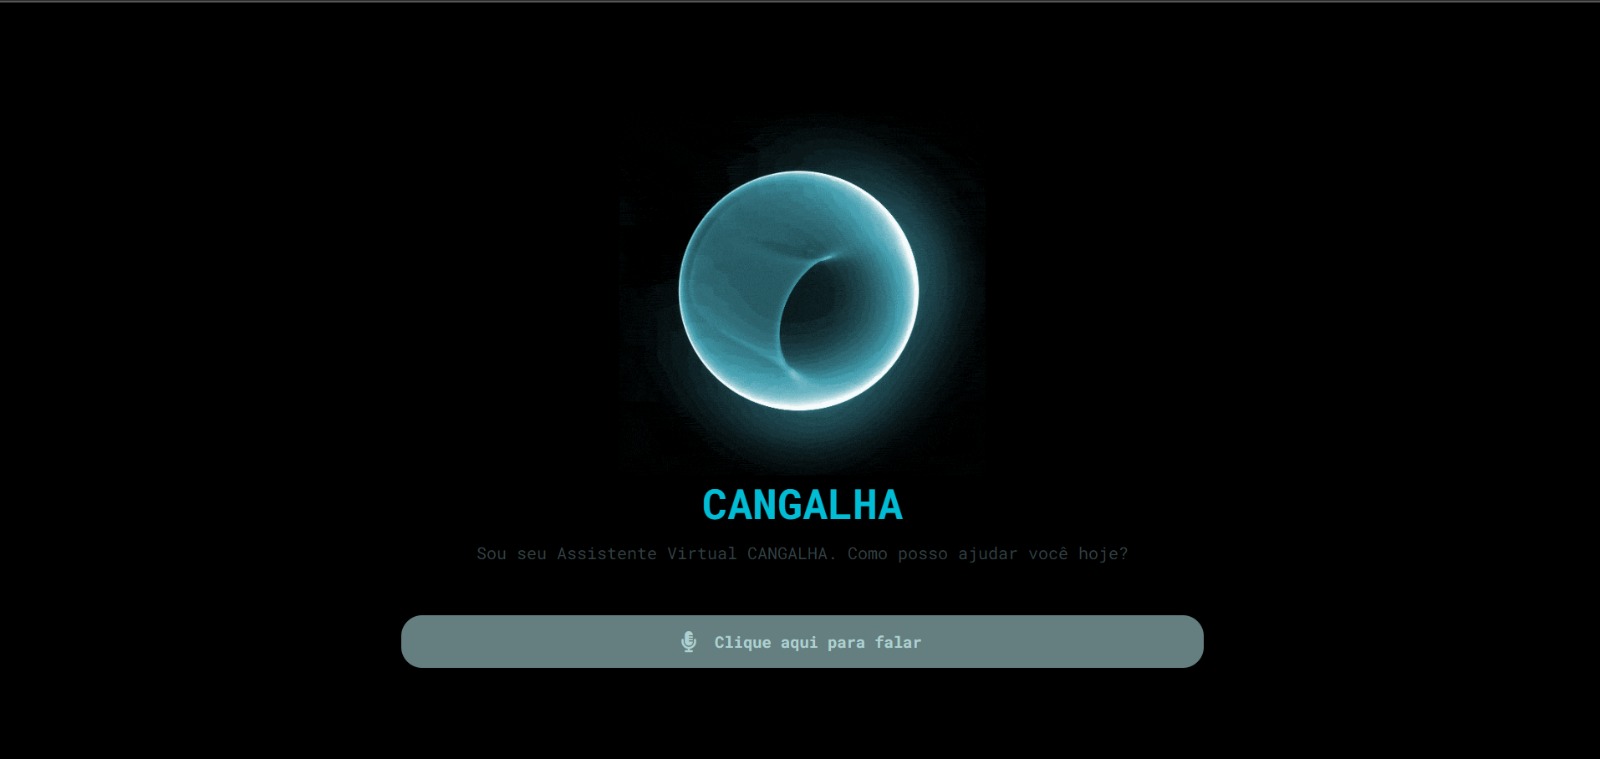 CANGALHA
Sou seu Assistente Virtual CANGALHA. Como posso ajudar você hoje?
Clique aqui para falar